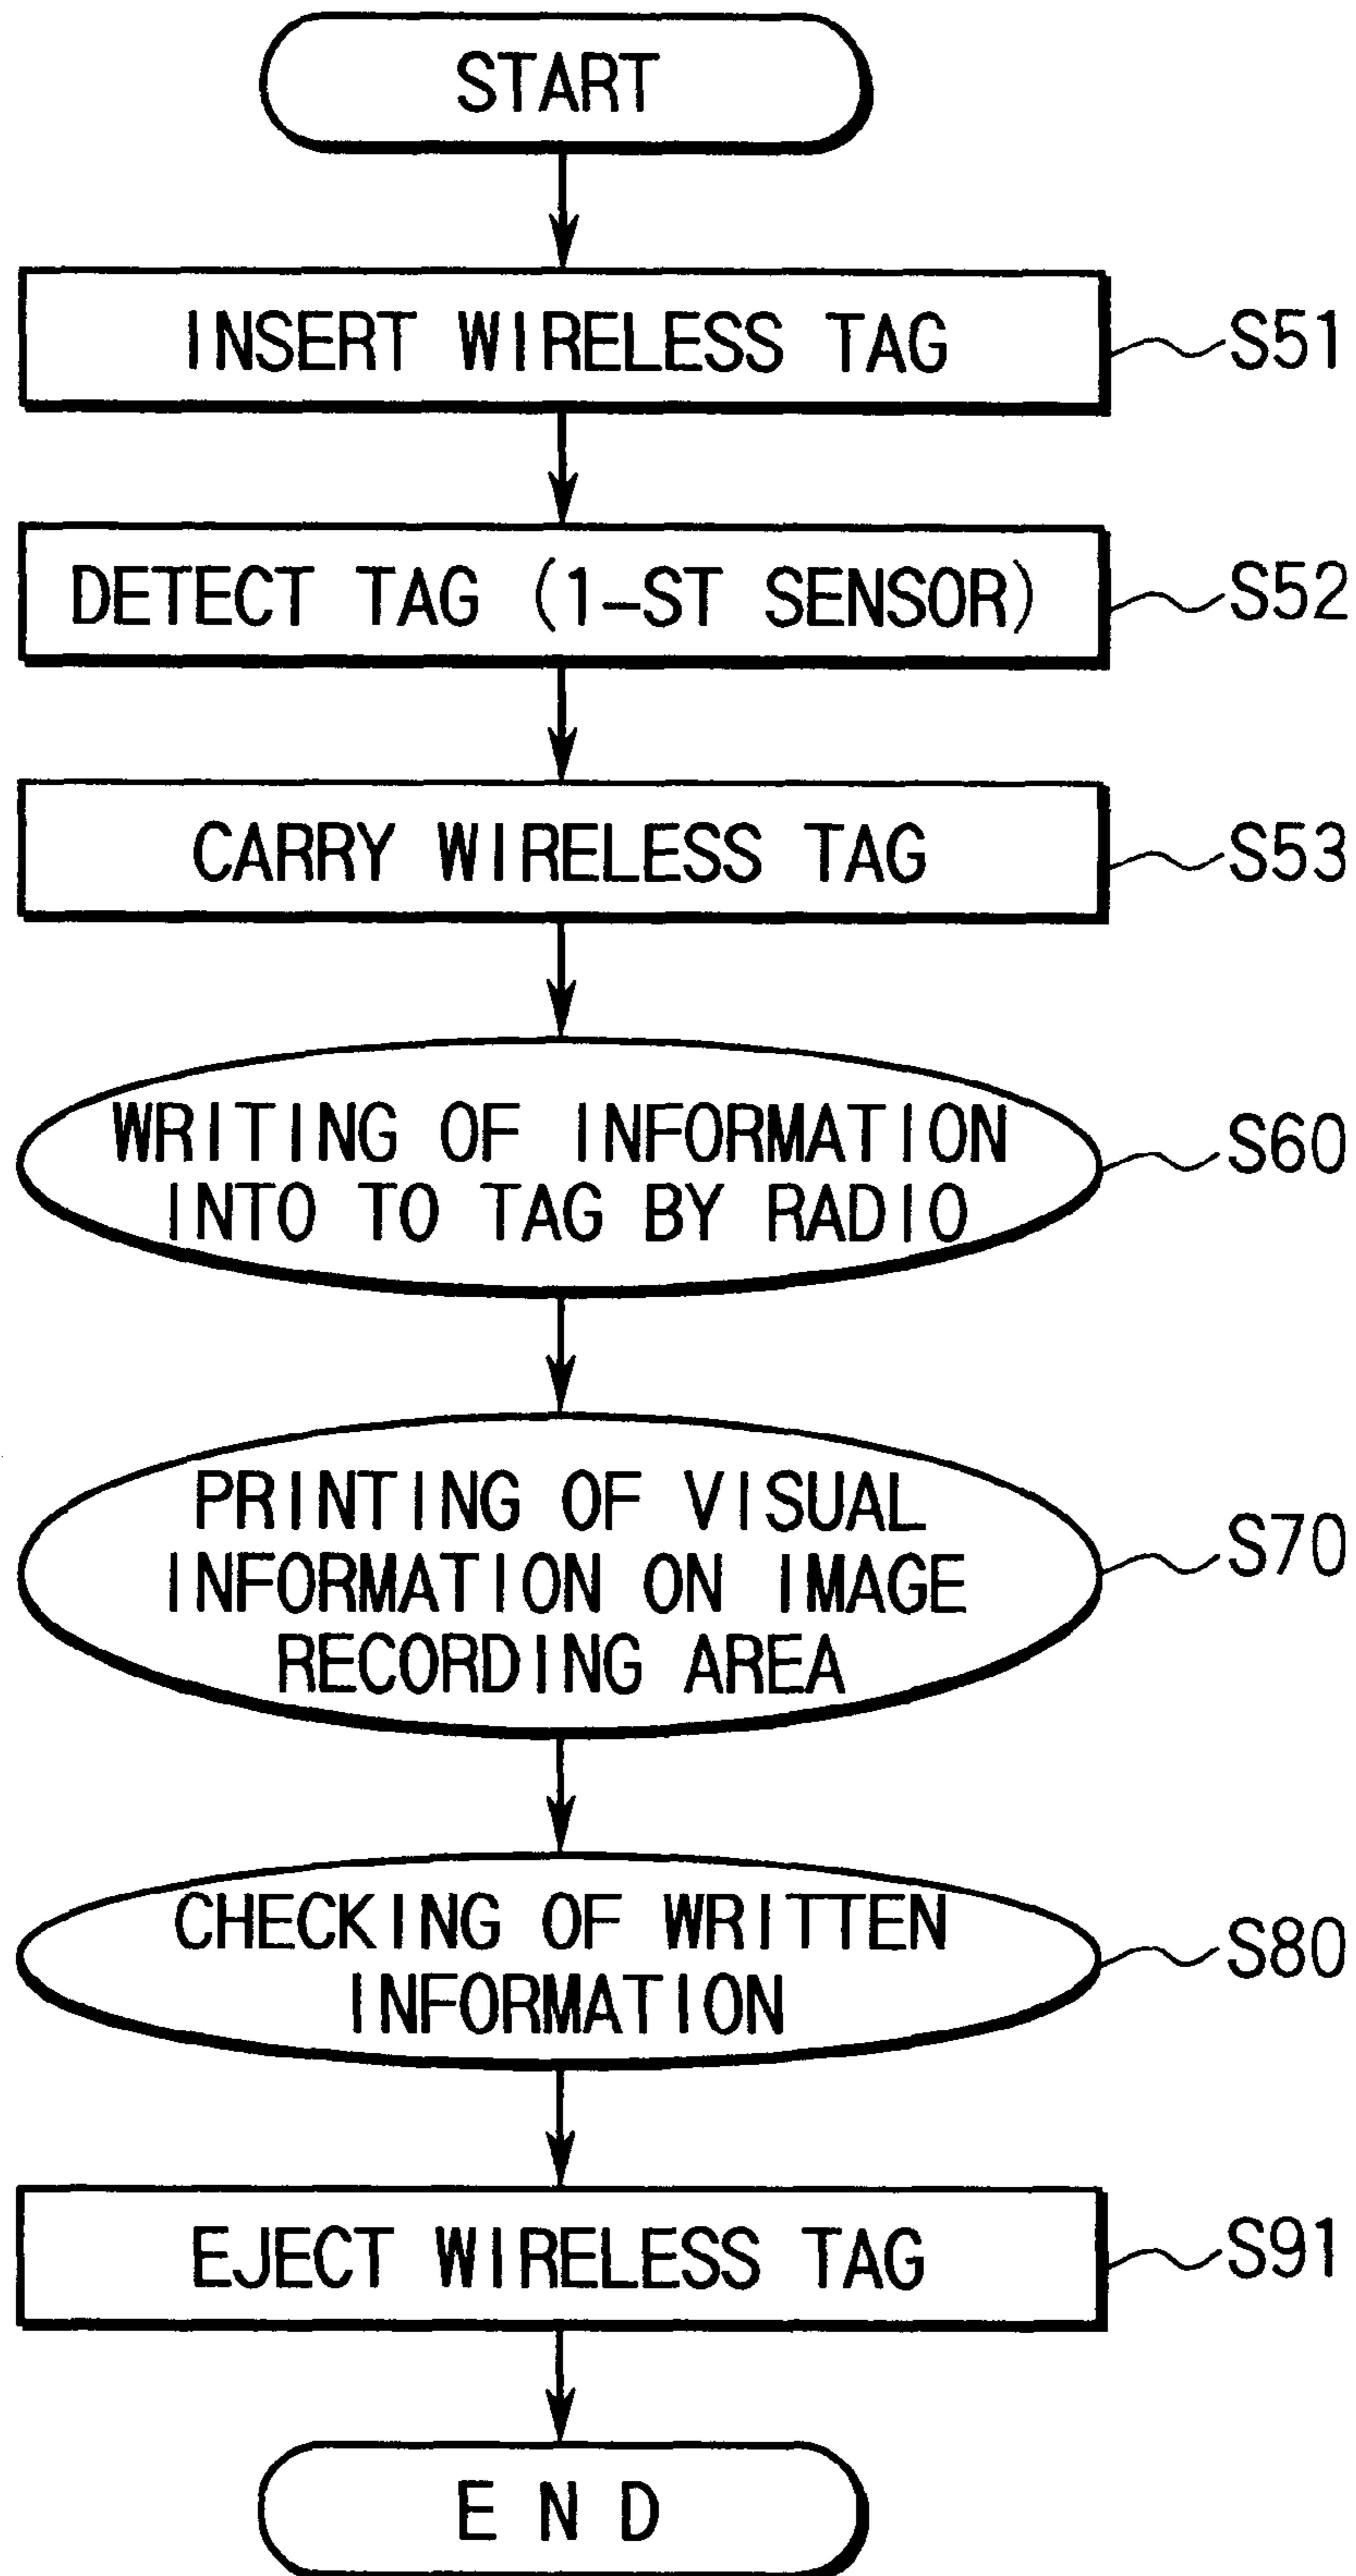 START
INSERT WIRELESS TAG S51
DETECT TAG (1-ST SENSOR) S52
CARRY WIRELESS TAG S53
WRITING OF INFORMATION
INTO TO TAG BY RADIO S60
PRINTING OF VISUAL
INFORMATION ON IMAGE
RECORDING AREA S70
CHECKING OF WRITTEN
INFORMATION S80
EJECT WIRELESS TAG S91
E N D